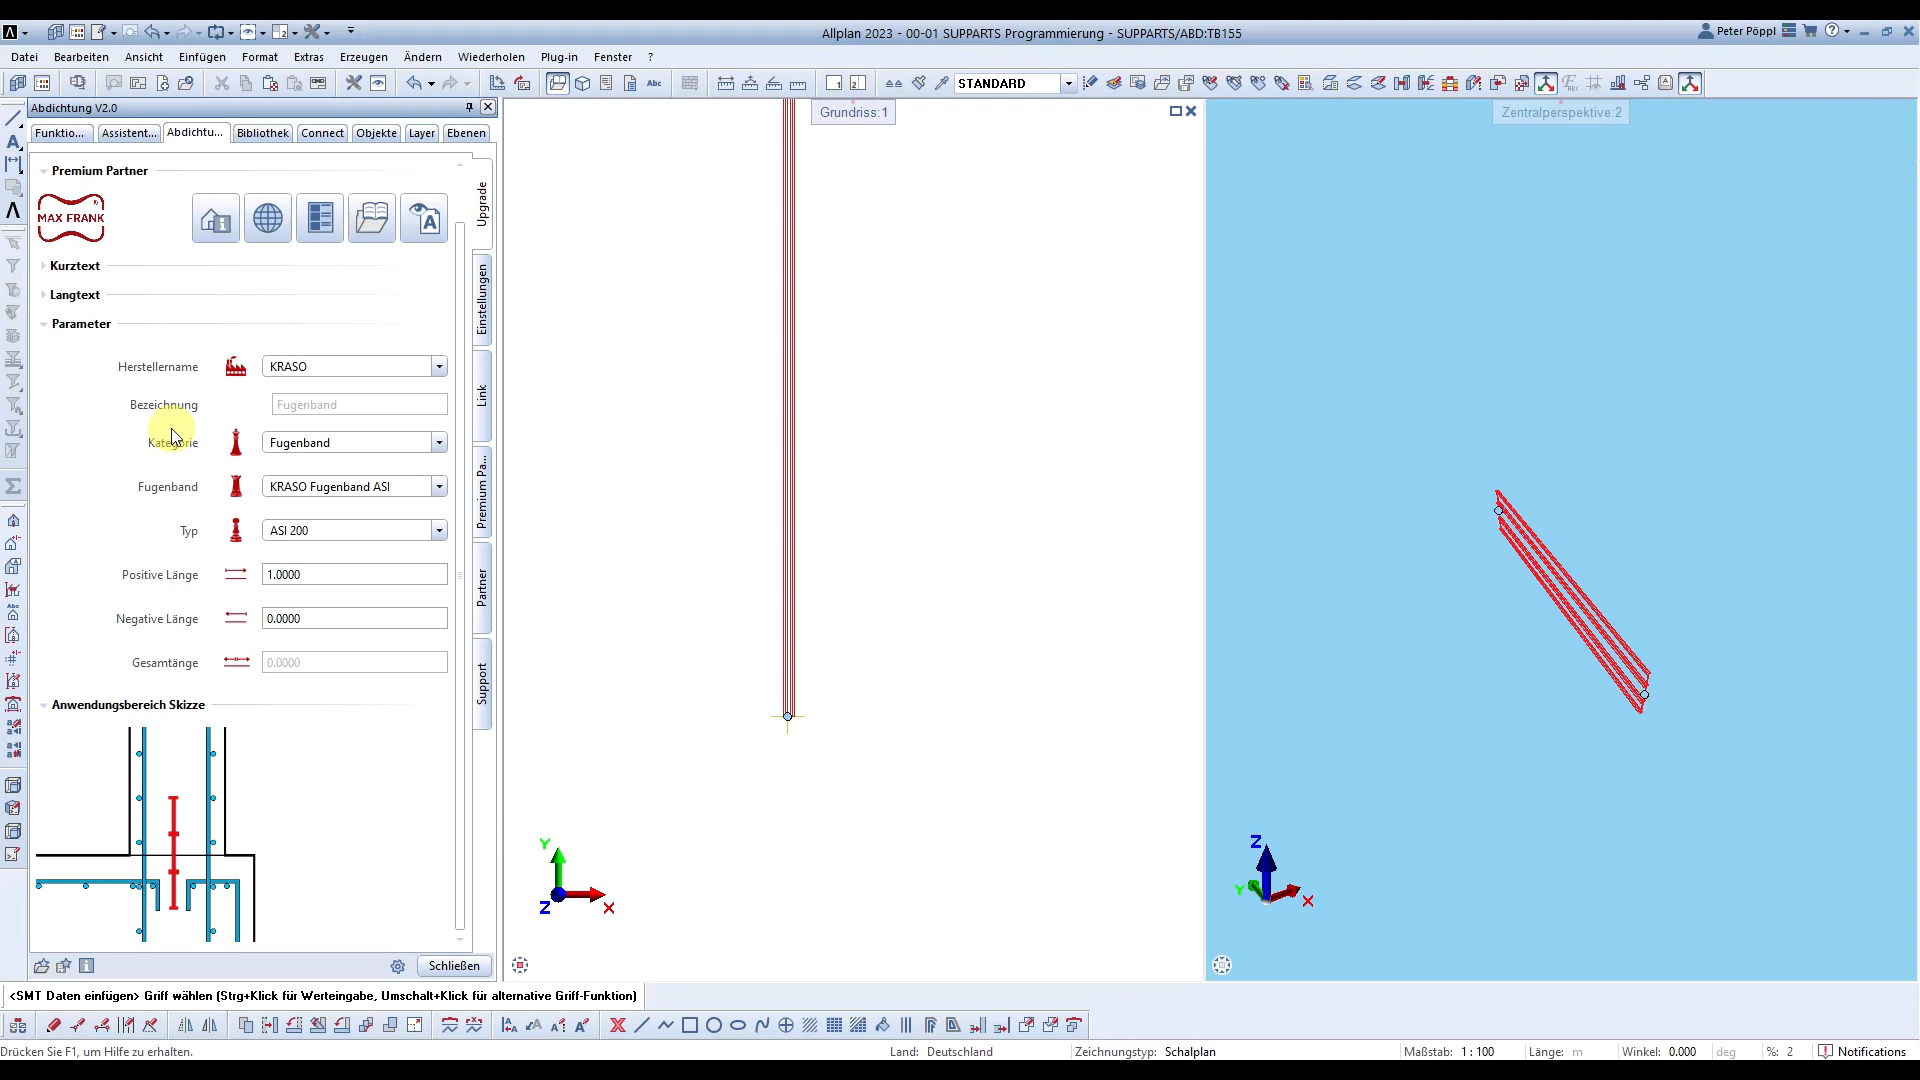 Allplan 2023 - 00-01 SUPPARTS Programmierung - SUPPARTS/ABD:TB155
Peter Pöppl
Datei Bearbeiten Ansicht Einfügen Format Extras Erzeugen Ändern Wiederholen Plug-in Fenster ?
STANDARD
Abdichtung V2.0
Funktio... Assistent... Abdichtu... Bibliothek Connect Objekte Layer Ebenen
Grundriss:1
Zentralperspektive:2
Premium Partner
MAX FRANK
Kurztext
Langtext
Parameter
Herstellername KRASO
Bezeichnung Fugenband
Kategorie Fugenband
Fugenband KRASO Fugenband ASI
Typ ASI 200
Positive Länge 1.0000
Negative Länge 0.0000
Gesamtänge 0.0000
Anwendungsbereich Skizze
Upgrade
Einstellungen
Link
Premium Pa...
Partner
Support
Schließen
Y
Z X
Z
Y X
<SMT Daten einfügen> Griff wählen (Strg+Klick für Werteingabe, Umschalt+Klick für alternative Griff-Funktion)
Drücken Sie F1, um Hilfe zu erhalten.
Land: Deutschland
Zeichnungstyp: Schalplan
Maßstab: 1 : 100
Länge: m
Winkel: 0.000 deg
%: 2
Notifications